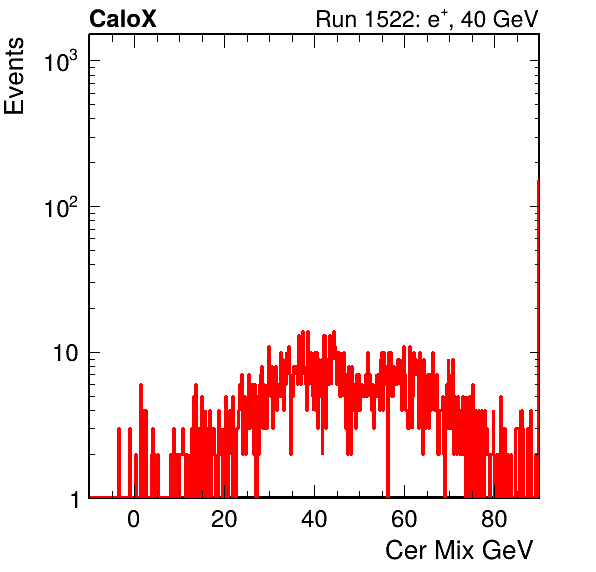 CaloX
Run 1522: e⁺, 40 GeV
Events
10³
10²
10
1
0 20 40 60 80
Cer Mix GeV